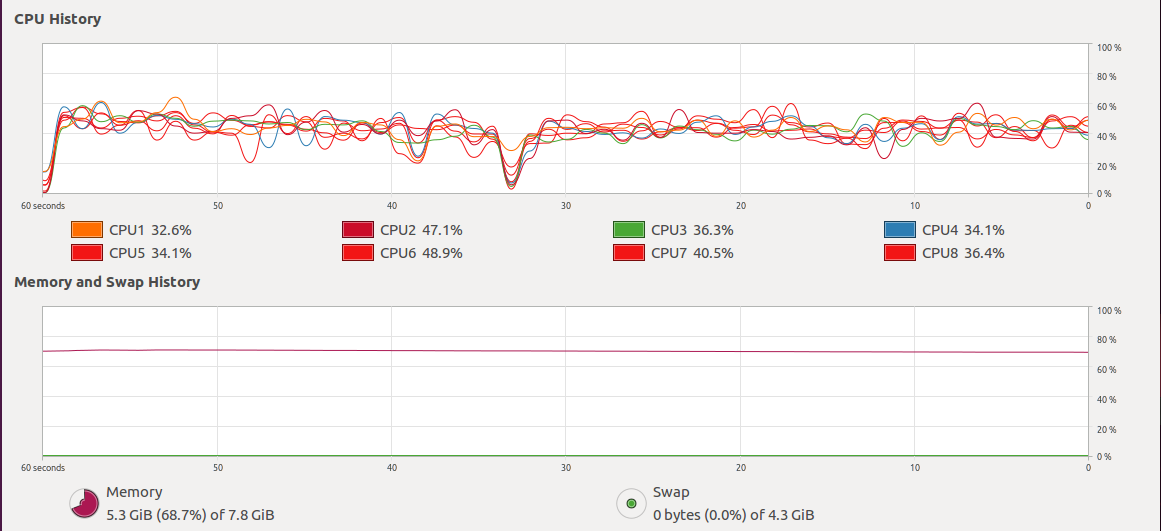 CPU History
100 %
80 %
60 %
40 %
20 %
0 %
60 seconds 50 40 30 20 10 0
CPU1 32.6% CPU2 47.1% CPU3 36.3% CPU4 34.1%
CPU5 34.1% CPU6 48.9% CPU7 40.5% CPU8 36.4%
Memory and Swap History
100 %
80 %
60 %
40 %
20 %
0 %
60 seconds 50 40 30 20 10 0
Memory Swap
5.3 GiB (68.7%) of 7.8 GiB 0 bytes (0.0%) of 4.3 GiB